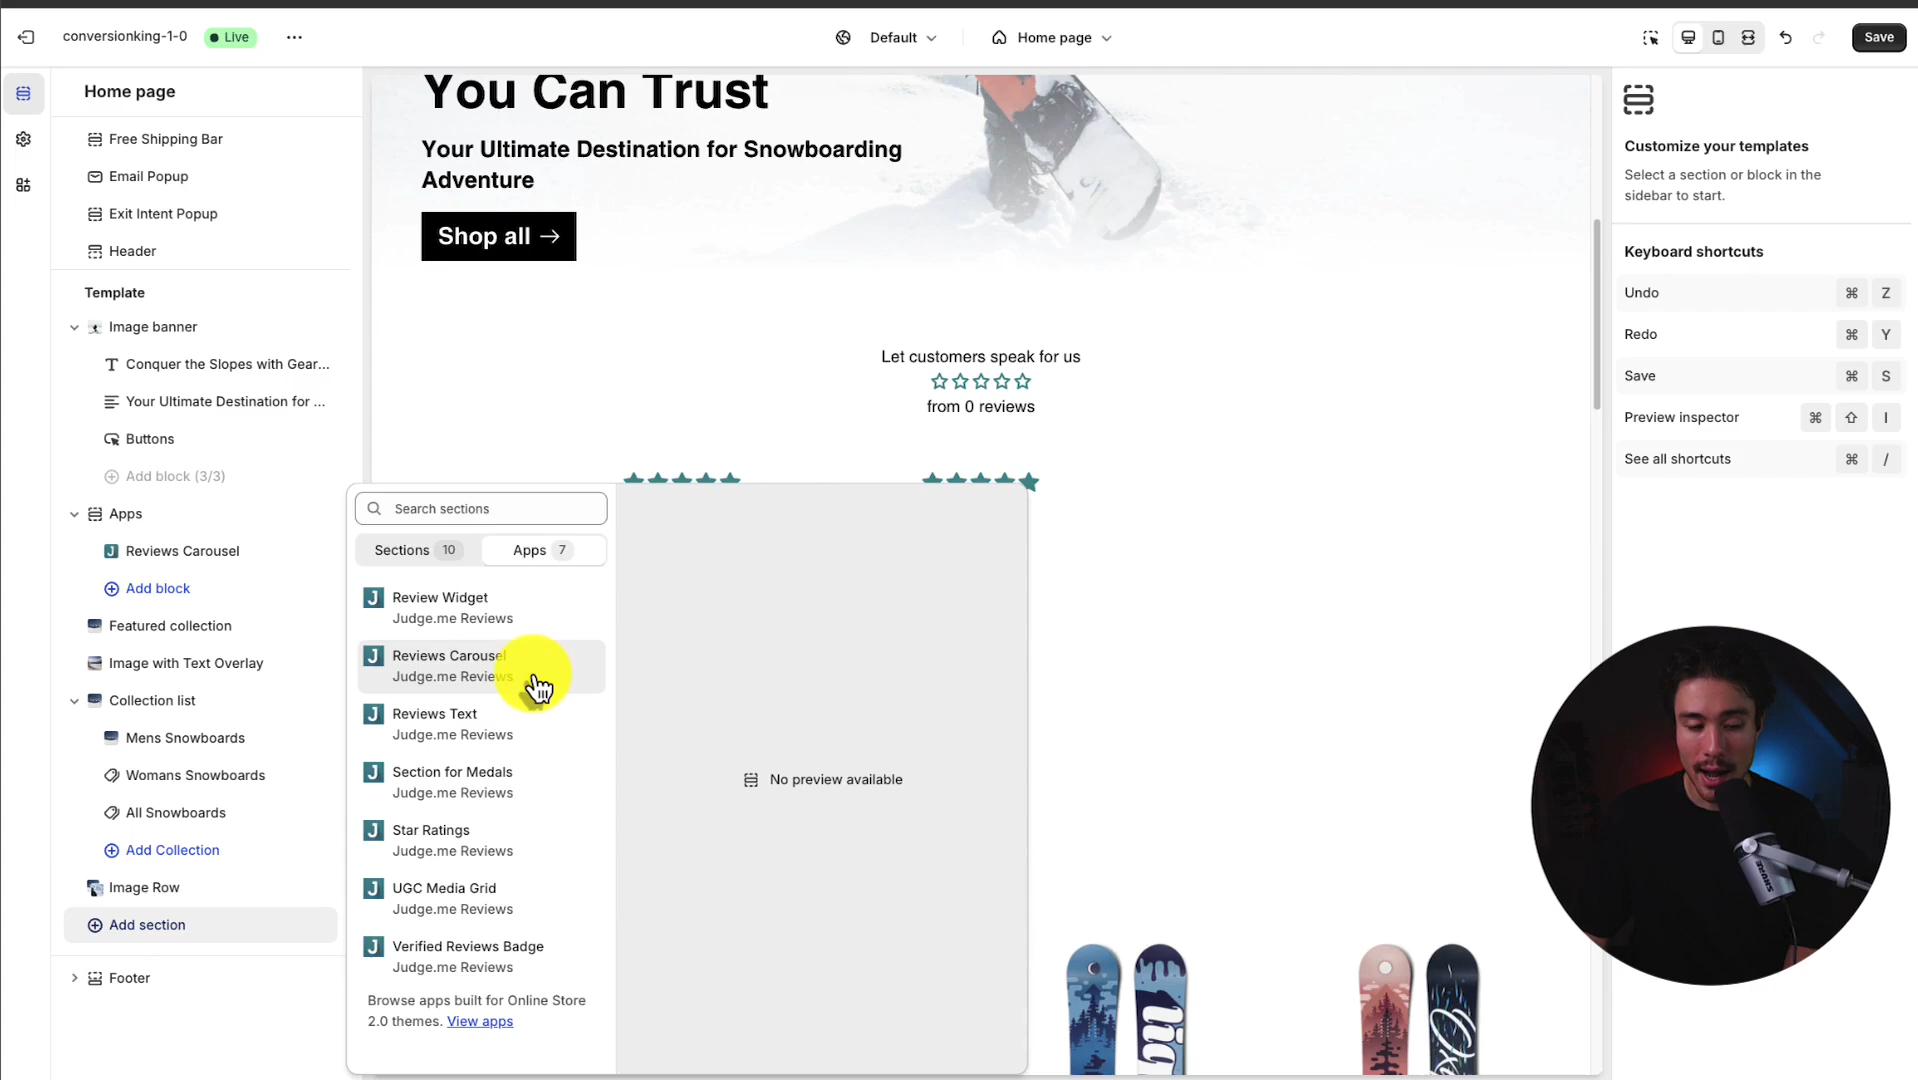 conversionking-1-0
Live
Default
Home page
Save
Home page
Free Shipping Bar
Email Popup
Exit Intent Popup
Header
Template
Image banner
Conquer the Slopes with Gear...
Your Ultimate Destination for ...
Buttons
Add block (3/3)
Apps
Reviews Carousel
Add block
Featured collection
Image with Text Overlay
Collection list
Mens Snowboards
Womans Snowboards
All Snowboards
Add Collection
Image Row
Add section
Footer
You Can Trust
Your Ultimate Destination for Snowboarding
Adventure
Shop all →
Let customers speak for us
from 0 reviews
Search sections
Sections 10
Apps 7
Review Widget
Judge.me Reviews
Reviews Carousel
Judge.me Reviews
Reviews Text
Judge.me Reviews
Section for Medals
Judge.me Reviews
Star Ratings
Judge.me Reviews
UGC Media Grid
Judge.me Reviews
Verified Reviews Badge
Judge.me Reviews
Browse apps built for Online Store
2.0 themes. View apps
No preview available
Customize your templates
Select a section or block in the
sidebar to start.
Keyboard shortcuts
Undo ⌘ Z
Redo ⌘ Y
Save ⌘ S
Preview inspector ⌘ ⇧ I
See all shortcuts ⌘ /
SHURE